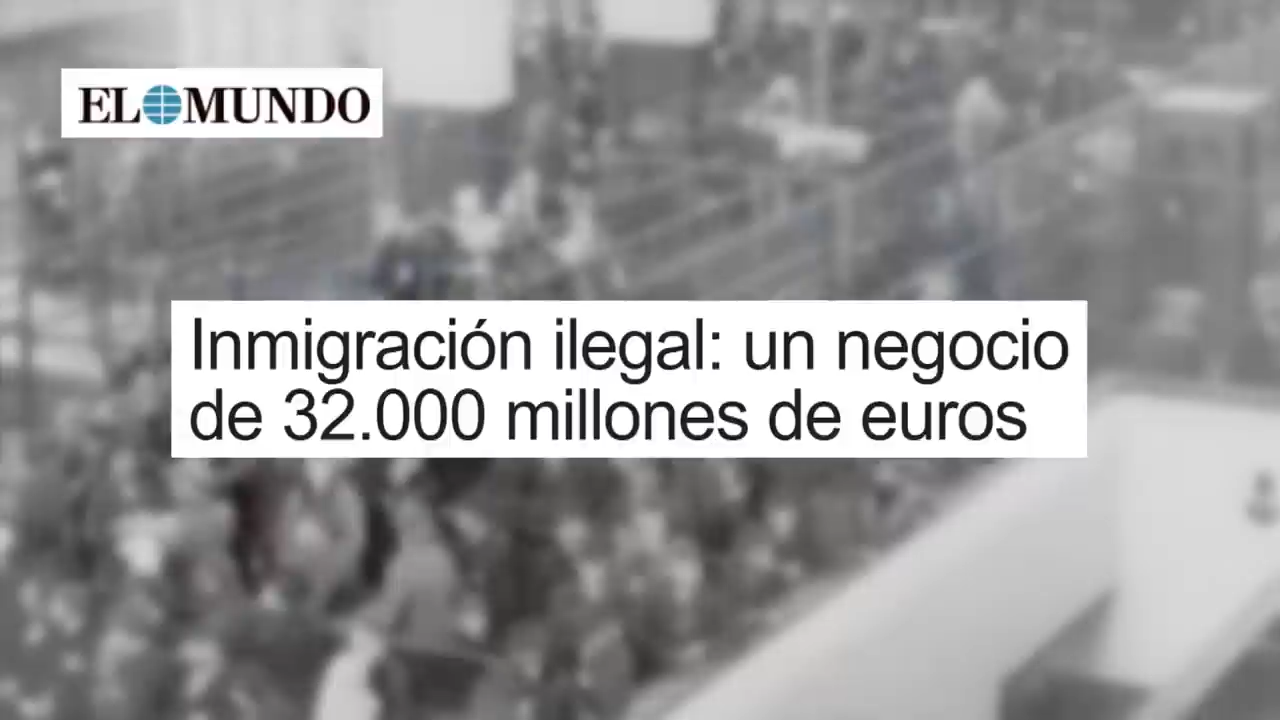 EL MUNDO
Inmigración ilegal: un negocio
de 32.000 millones de euros